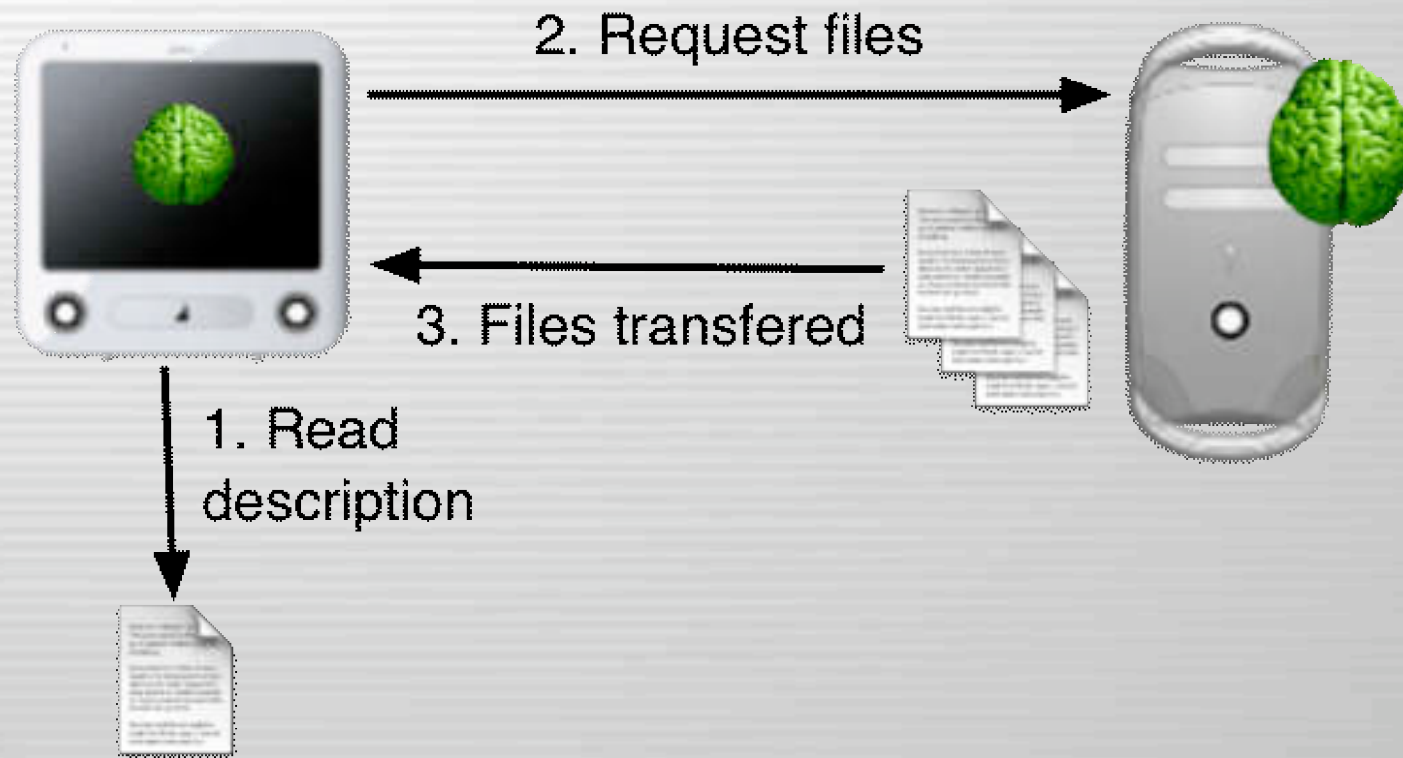 2. Request files
3. Files transfered
1. Read
description